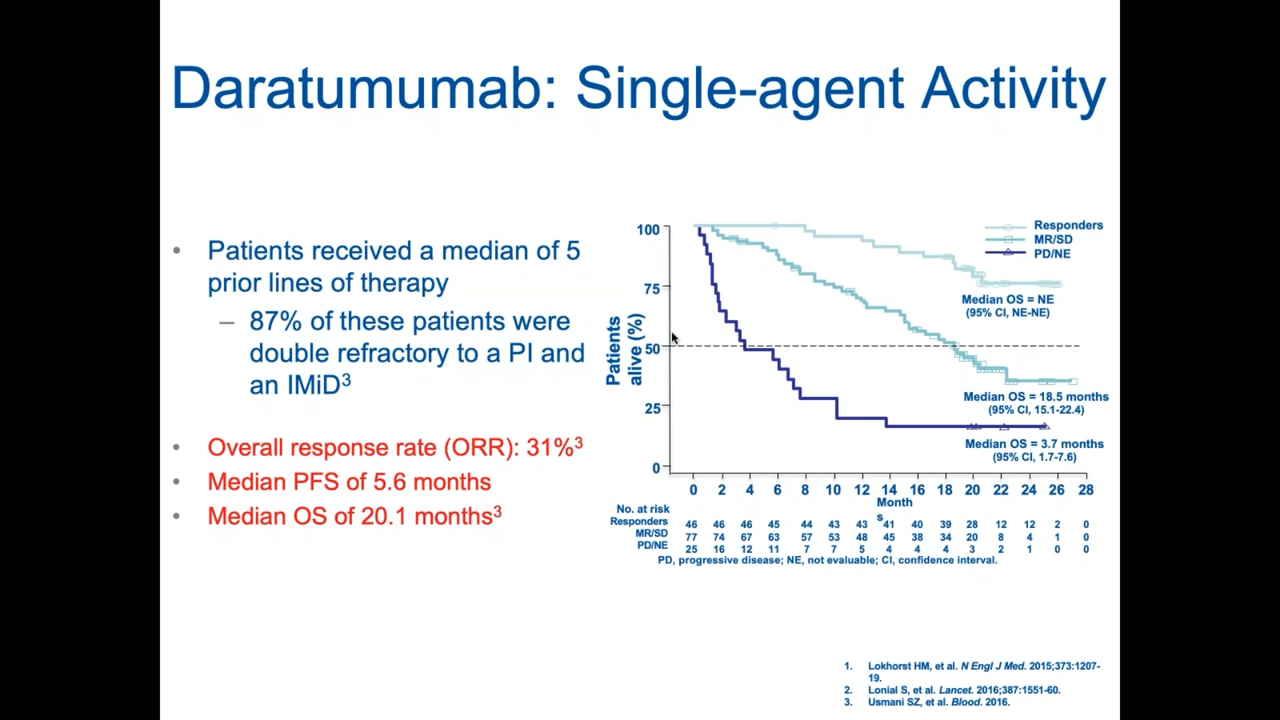 Daratumumab: Single-agent Activity
• Patients received a median of 5
prior lines of therapy
– 87% of these patients were
double refractory to a PI and
an IMiD3
• Overall response rate (ORR): 31%3
• Median PFS of 5.6 months
• Median OS of 20.1 months3
Patients
alive (%)
100
75
50
25
0
Responders
MR/SD
PD/NE
Median OS = NE
(95% CI, NE-NE)
Median OS = 18.5 months
(95% CI, 15.1-22.4)
Median OS = 3.7 months
(95% CI, 1.7-7.6)
0 2 4 6 8 10 12 14 16 18 20 22 24 26 28
Month
s
No. at risk
Responders 46 46 46 45 44 43 43 41 40 39 28 12 12 2 0
MR/SD 77 74 67 63 57 53 48 45 38 34 20 8 4 1 0
PD/NE 25 16 12 11 7 7 5 4 4 4 3 2 1 0 0
PD, progressive disease; NE, not evaluable; CI, confidence interval.
1. Lokhorst HM, et al. N Engl J Med. 2015;373:1207-
19.
2. Lonial S, et al. Lancet. 2016;387:1551-60.
3. Usmani SZ, et al. Blood. 2016.